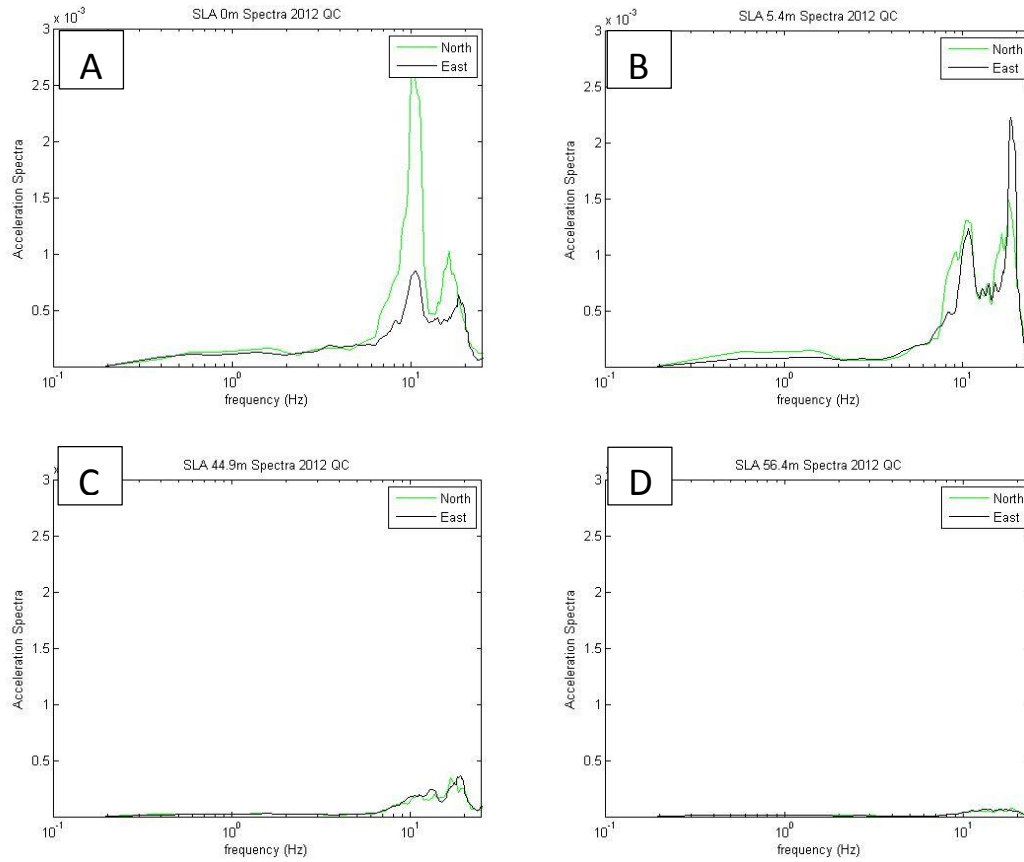 SLA 0m Spectra 2012 QC
x 10⁻³
A
North
East
3
2.5
2
1.5
1
0.5
Acceleration Spectra
10⁻¹ 10⁰ 10¹
frequency (Hz)
SLA 5.4m Spectra 2012 QC
x 10⁻³
B
North
East
3
2.5
2
1.5
1
0.5
Acceleration Spectra
10⁻¹ 10⁰ 10¹
frequency (Hz)
SLA 44.9m Spectra 2012 QC
x
C
North
East
3
2.5
2
1.5
1
0.5
Acceleration Spectra
10⁻¹ 10⁰ 10¹
frequency (Hz)
SLA 56.4m Spectra 2012 QC
D
North
East
3
2.5
2
1.5
1
0.5
Acceleration Spectra
10⁻¹ 10⁰ 10¹
frequency (Hz)